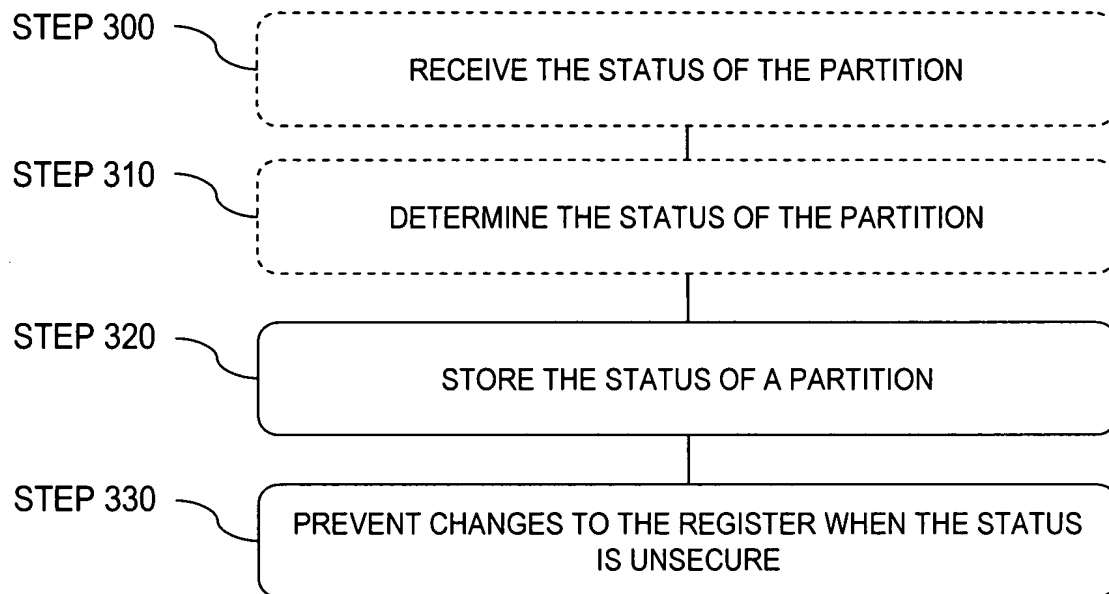 STEP 300
RECEIVE THE STATUS OF THE PARTITION
STEP 310
DETERMINE THE STATUS OF THE PARTITION
STEP 320
STORE THE STATUS OF A PARTITION
STEP 330
PREVENT CHANGES TO THE REGISTER WHEN THE STATUS
IS UNSECURE